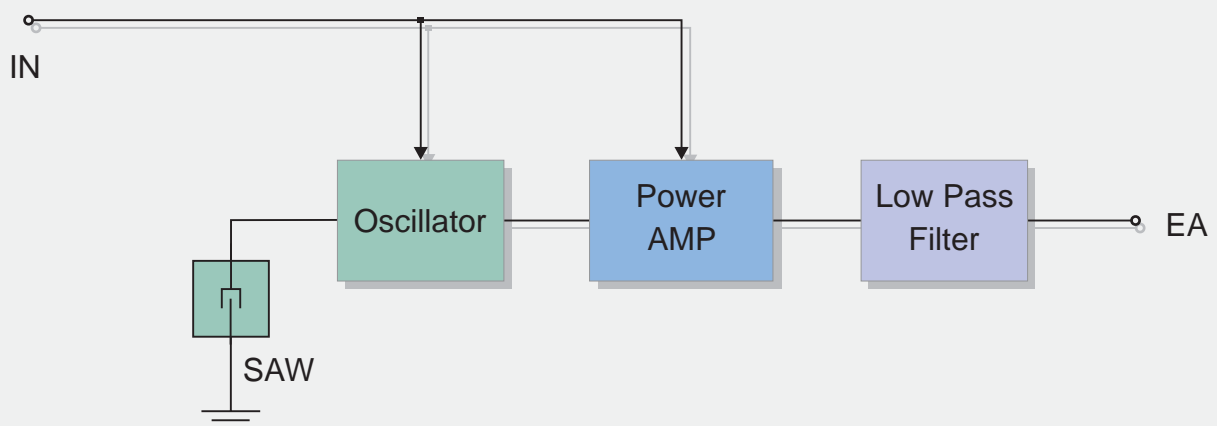 IN
Oscillator
Power
AMP
Low Pass
Filter
EA
SAW